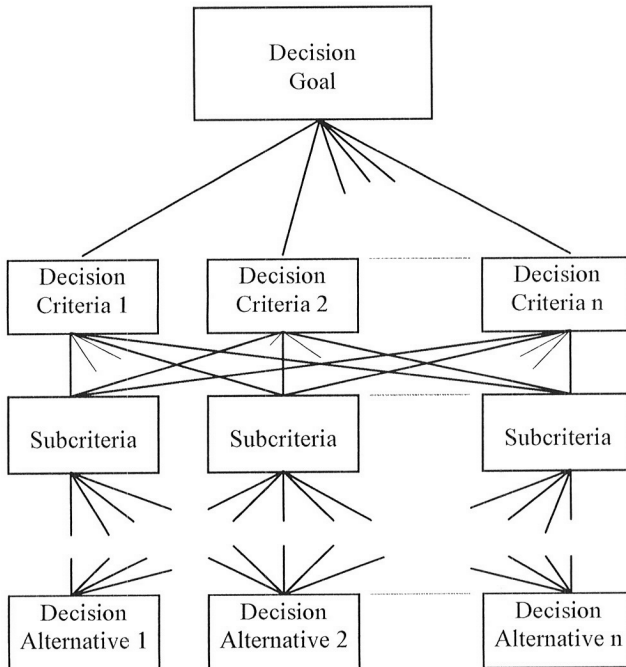 Decision
Goal
Decision
Criteria 1
Decision
Criteria 2
Decision
Criteria n
Subcriteria
Subcriteria
Subcriteria
Decision
Alternative 1
Decision
Alternative 2
Decision
Alternative n